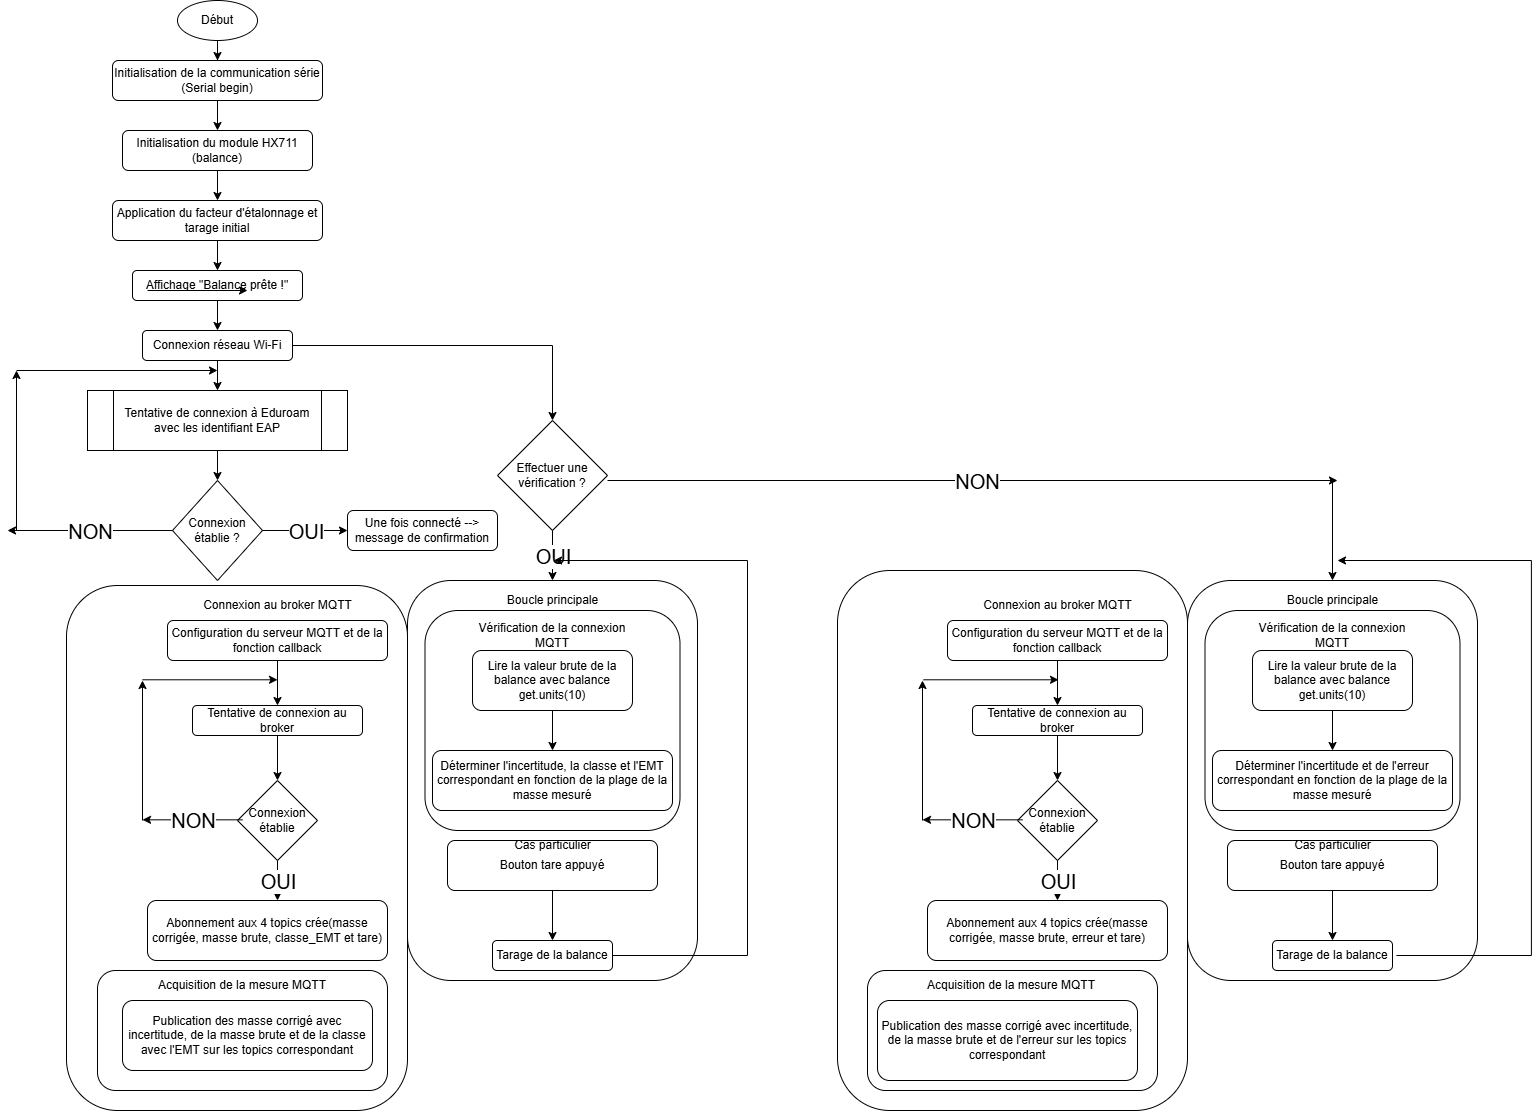 Début
Initialisation de la communication série
(Serial begin)
Initialisation du module HX711
(balance)
Application du facteur d'étalonnage et
tarage initial
Affichage "Balance prête !"
Connexion réseau Wi-Fi
Tentative de connexion à Eduroam
avec les identifiant EAP
Connexion
établie ?
NON
OUI
Une fois connecté -->
message de confirmation
Effectuer une
vérification ?
NON
OUI
Connexion au broker MQTT
Configuration du serveur MQTT et de la
fonction callback
Tentative de connexion au
broker
Connexion
établie
NON
OUI
Abonnement aux 4 topics crée(masse
corrigée, masse brute, classe_EMT et tare)
Acquisition de la mesure MQTT
Publication des masse corrigé avec
incertitude, de la masse brute et de la classe
avec l'EMT sur les topics correspondant
Boucle principale
Vérification de la connexion
MQTT
Lire la valeur brute de la
balance avec balance
get.units(10)
Déterminer l'incertitude, la classe et l'EMT
correspondant en fonction de la plage de la
masse mesuré
Cas particulier
Bouton tare appuyé
Tarage de la balance
Connexion au broker MQTT
Configuration du serveur MQTT et de la
fonction callback
Tentative de connexion au
broker
Connexion
établie
NON
OUI
Abonnement aux 4 topics crée(masse
corrigée, masse brute, erreur et tare)
Acquisition de la mesure MQTT
Publication des masse corrigé avec incertitude,
de la masse brute et de l'erreur sur les topics
correspondant
Boucle principale
Vérification de la connexion
MQTT
Lire la valeur brute de la
balance avec balance
get.units(10)
Déterminer l'incertitude et de l'erreur
correspondant en fonction de la plage de la
masse mesuré
Cas particulier
Bouton tare appuyé
Tarage de la balance